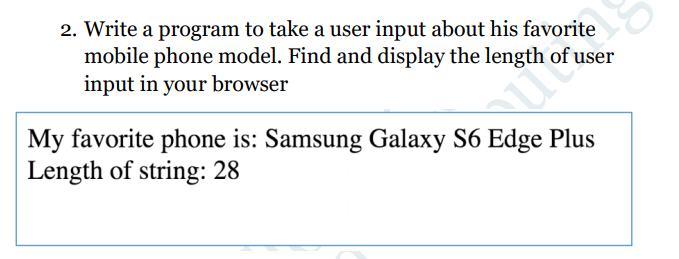 2. Write a program to take a user input about his favorite
mobile phone model. Find and display the length of user
input in your browser
My favorite phone is: Samsung Galaxy S6 Edge Plus
Length of string: 28